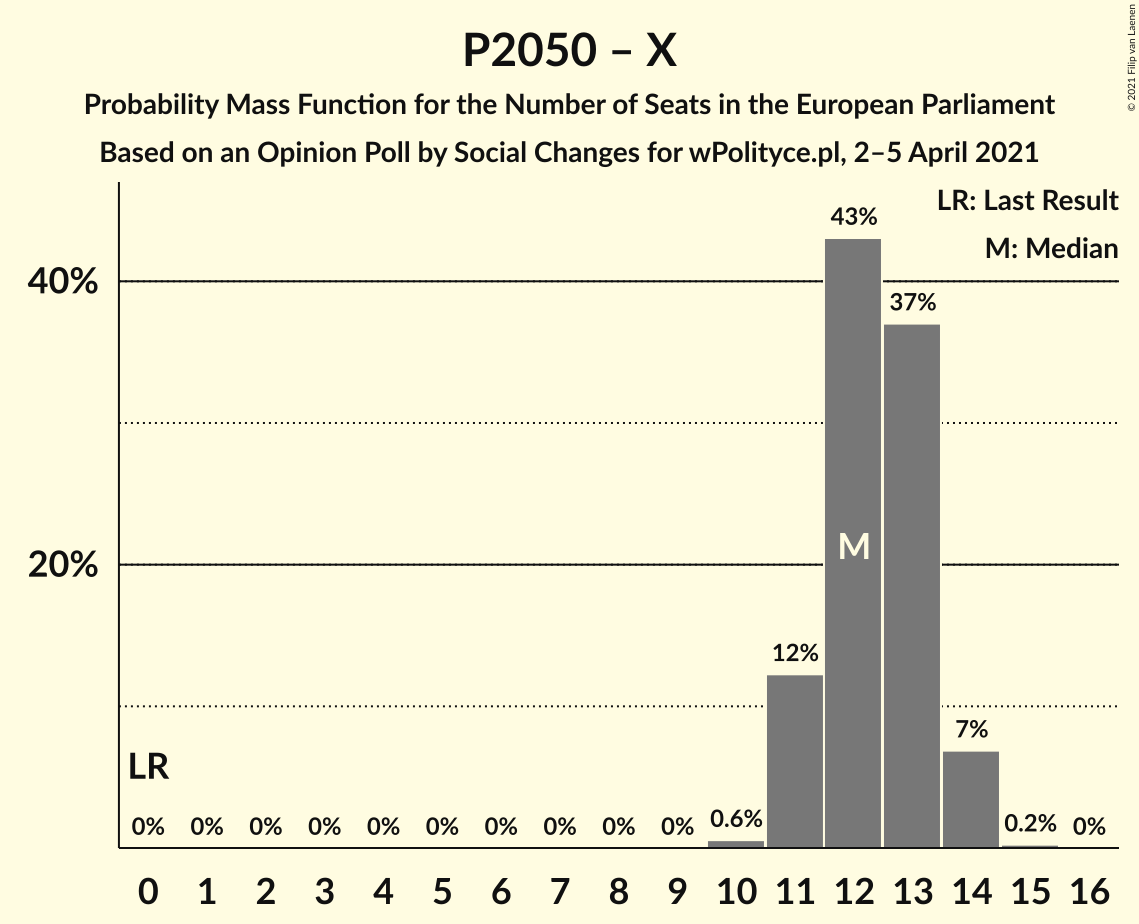 P2050 – X
Probability Mass Function for the Number of Seats in the European Parliament
Based on an Opinion Poll by Social Changes for wPolityce.pl, 2–5 April 2021
© 2021 Filip van Laenen
LR: Last Result
M: Median
40%
20%
43%
37%
M
12%
7%
LR
0% 0% 0% 0% 0% 0% 0% 0% 0% 0% 0.6% 0.2% 0%
0 1 2 3 4 5 6 7 8 9 10 11 12 13 14 15 16